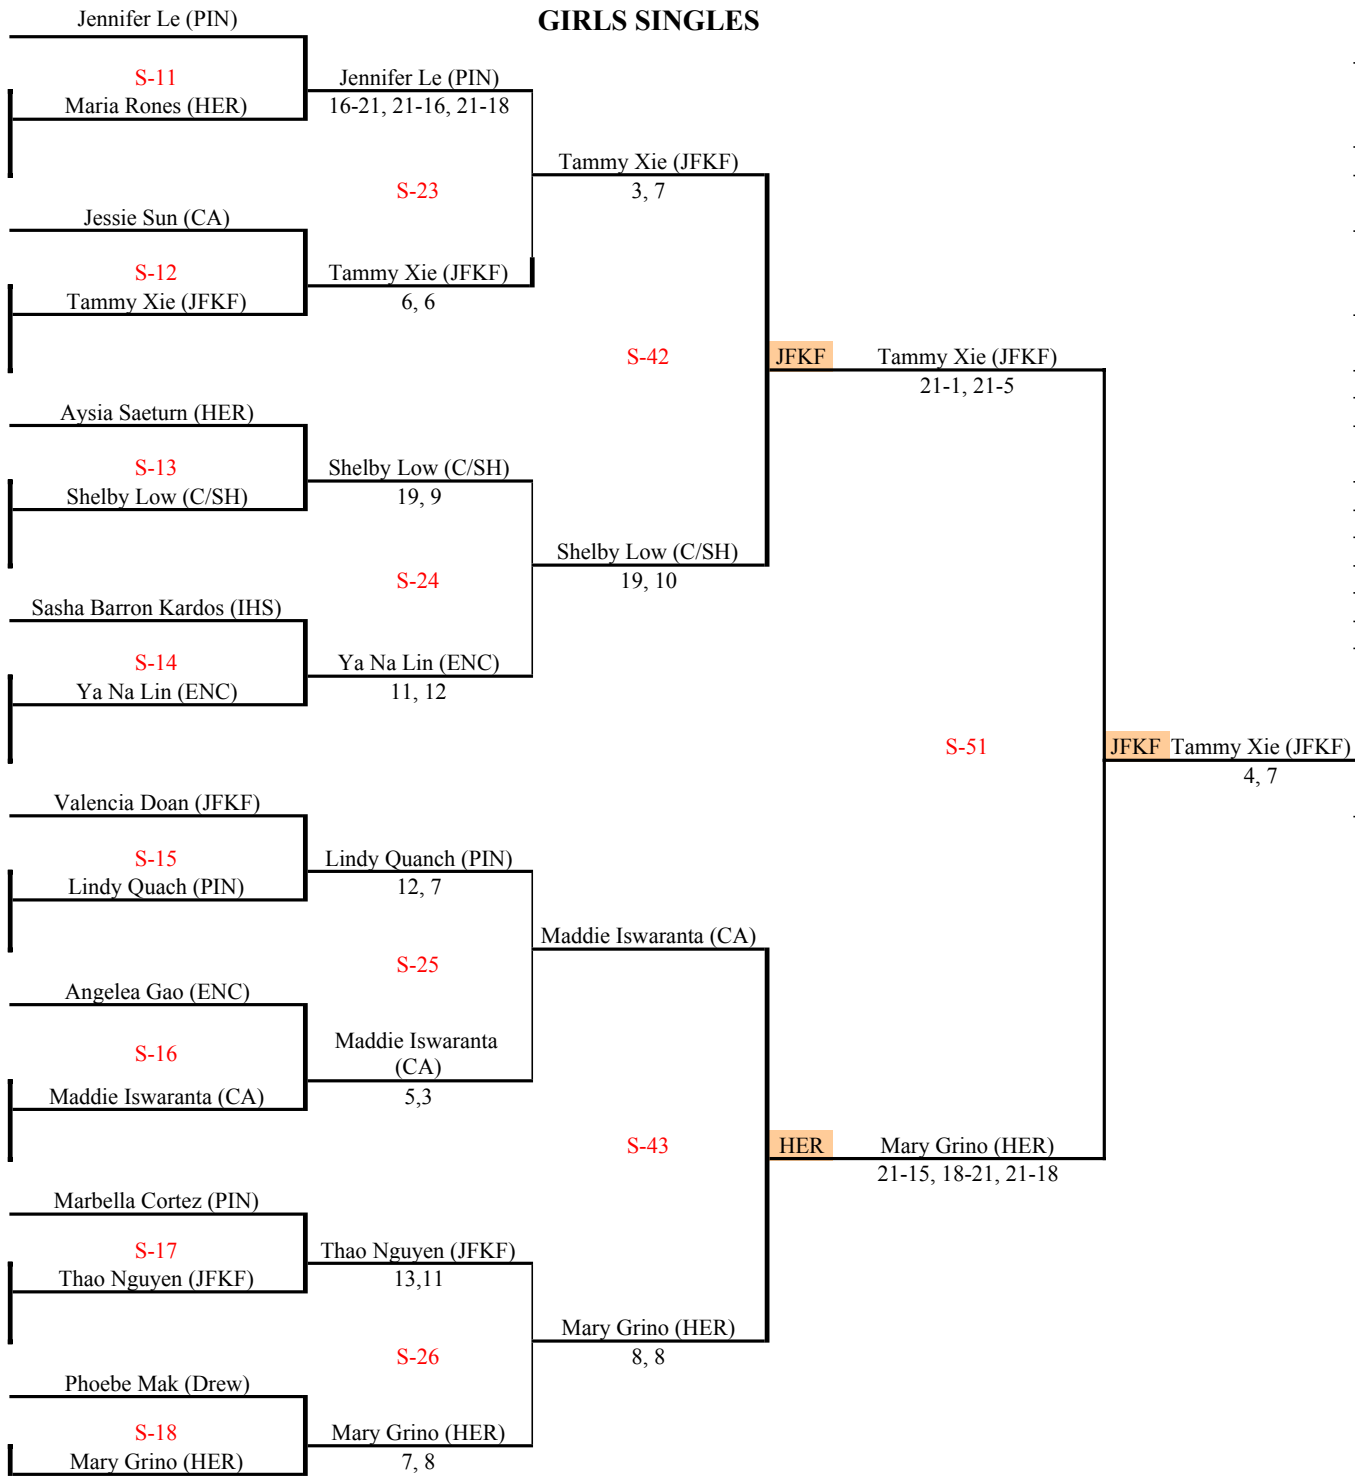 Jennifer Le (PIN)
GIRLS SINGLES
S-11
Jennifer Le (PIN)
Maria Rones (HER)
16-21, 21-16, 21-18
Tammy Xie (JFKF)
S-23
3, 7
Jessie Sun (CA)
S-12
Tammy Xie (JFKF)
Tammy Xie (JFKF)
6, 6
S-42
JFKF
Tammy Xie (JFKF)
21-1, 21-5
Aysia Saeturn (HER)
S-13
Shelby Low (C/SH)
Shelby Low (C/SH)
19, 9
Shelby Low (C/SH)
S-24
19, 10
Sasha Barron Kardos (IHS)
S-14
Ya Na Lin (ENC)
Ya Na Lin (ENC)
11, 12
S-51
JFKF
Tammy Xie (JFKF)
4, 7
Valencia Doan (JFKF)
S-15
Lindy Quanch (PIN)
Lindy Quach (PIN)
12, 7
Maddie Iswaranta (CA)
S-25
Angelea Gao (ENC)
S-16
Maddie Iswaranta
(CA)
Maddie Iswaranta (CA)
5,3
S-43
HER
Mary Grino (HER)
21-15, 18-21, 21-18
Marbella Cortez (PIN)
S-17
Thao Nguyen (JFKF)
Thao Nguyen (JFKF)
13,11
Mary Grino (HER)
S-26
8, 8
Phoebe Mak (Drew)
S-18
Mary Grino (HER)
Mary Grino (HER)
7, 8